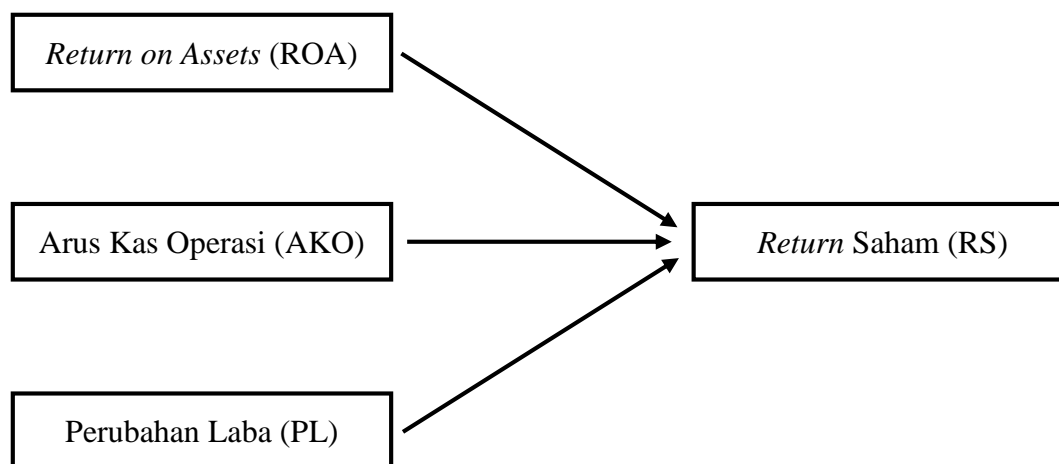 Return on Assets (ROA)
Arus Kas Operasi (AKO)
Return Saham (RS)
Perubahan Laba (PL)